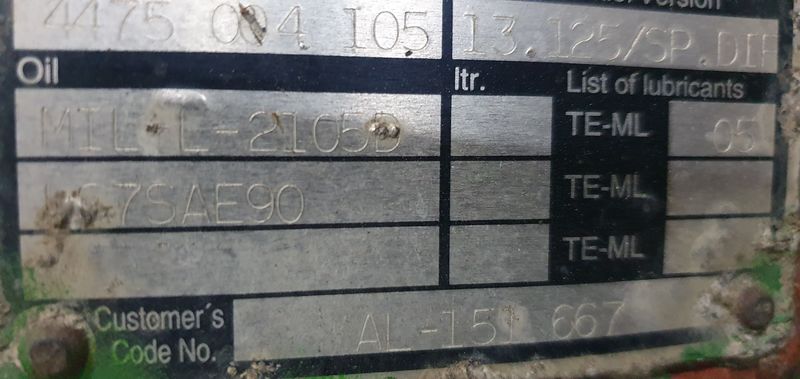 4475 004 105 13.125/SP.DIF
Oil ltr. List of lubricants
MIL-L-2105D TE-ML 05
SAE90 TE-ML
TE-ML
Customer's AL-151 667
Code No.